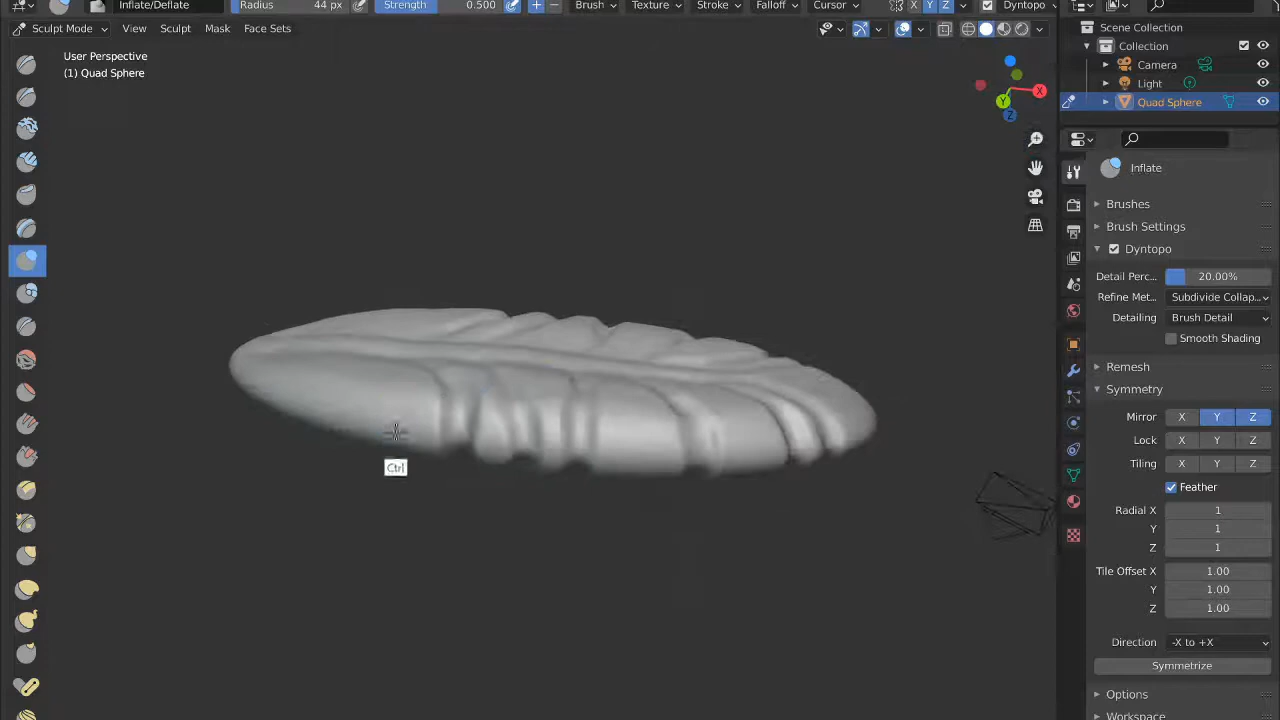 Inflate/Deflate Radius 44 px Strength 0.500 Brush Texture Stroke Falloff Cursor X Y Z Dyntopo
Sculpt Mode View Sculpt Mask Face Sets
User Perspective
(1) Quad Sphere
X
Y
Z
Ctrl
Scene Collection
Collection
Camera
Light
Quad Sphere
Inflate
Brushes
Brush Settings
Dyntopo
Detail Perc... 20.00%
Refine Met... Subdivide Collap...
Detailing Brush Detail
Smooth Shading
Remesh
Symmetry
Mirror X Y Z
Lock X Y Z
Tiling X Y Z
Feather
Radial X 1
Y 1
Z 1
Tile Offset X 1.00
Y 1.00
Z 1.00
Direction -X to +X
Symmetrize
Options
Workspace